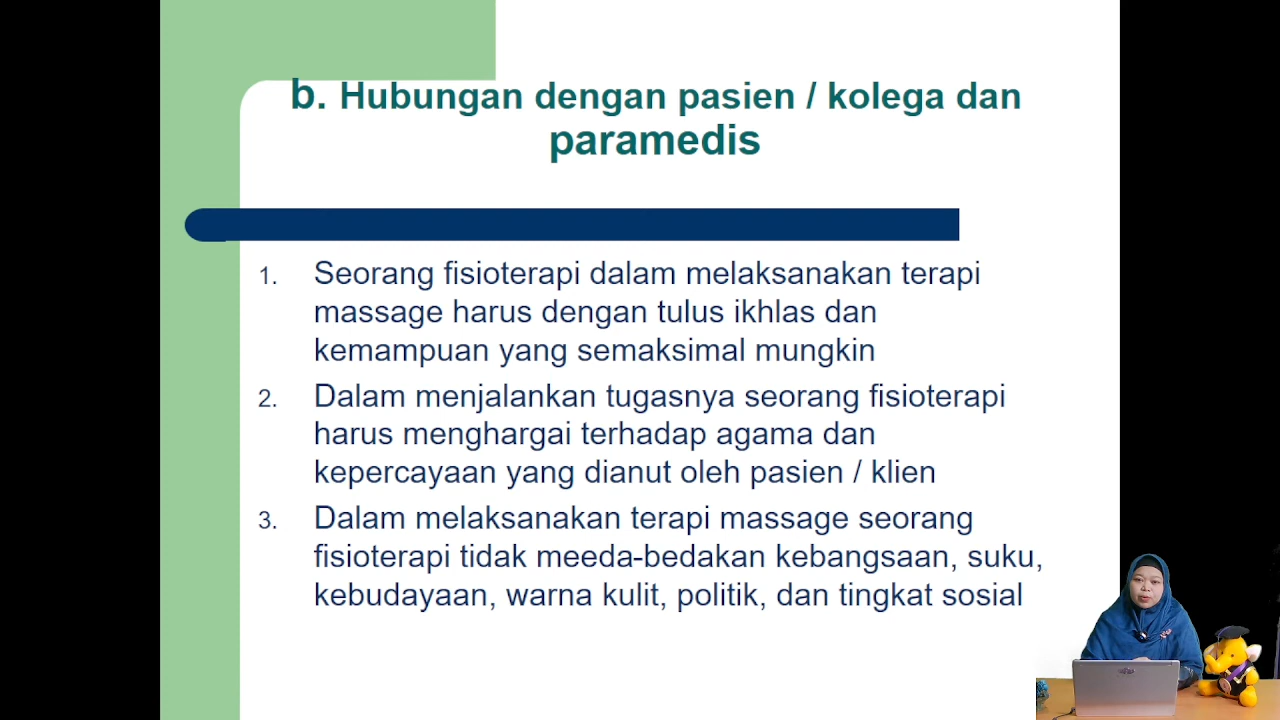 b. Hubungan dengan pasien / kolega dan
paramedis
1. Seorang fisioterapi dalam melaksanakan terapi
massage harus dengan tulus ikhlas dan
kemampuan yang semaksimal mungkin
2. Dalam menjalankan tugasnya seorang fisioterapi
harus menghargai terhadap agama dan
kepercayaan yang dianut oleh pasien / klien
3. Dalam melaksanakan terapi massage seorang
fisioterapi tidak meeda-bedakan kebangsaan, suku,
kebudayaan, warna kulit, politik, dan tingkat sosial